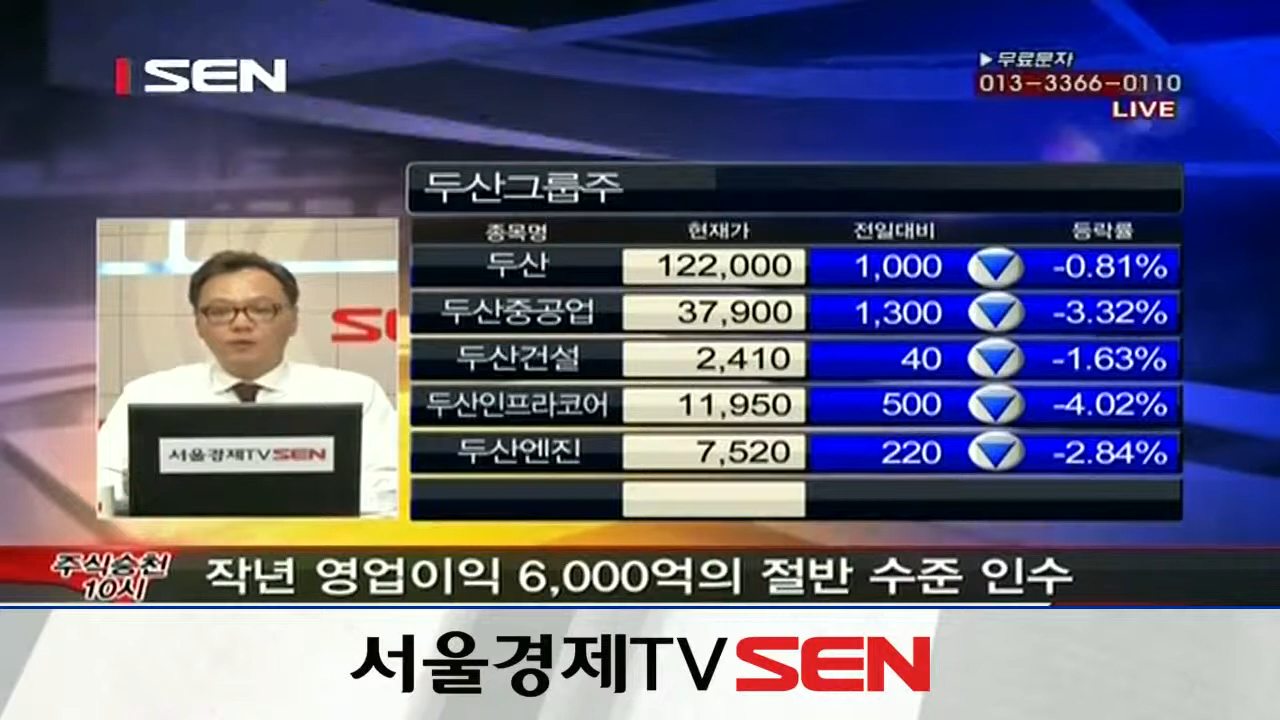 SEN
▶무료문자
013-3366-0110
LIVE
두산그룹주
종목명 현재가 전일대비 등락률
두산 122,000 1,000 ▼ -0.81%
두산중공업 37,900 1,300 ▼ -3.32%
두산건설 2,410 40 ▼ -1.63%
두산인프라코어 11,950 500 ▼ -4.02%
두산엔진 7,520 220 ▼ -2.84%
서울경제TV SEN
주식승천
10시
작년 영업이익 6,000억의 절반 수준 인수
서울경제TV SEN